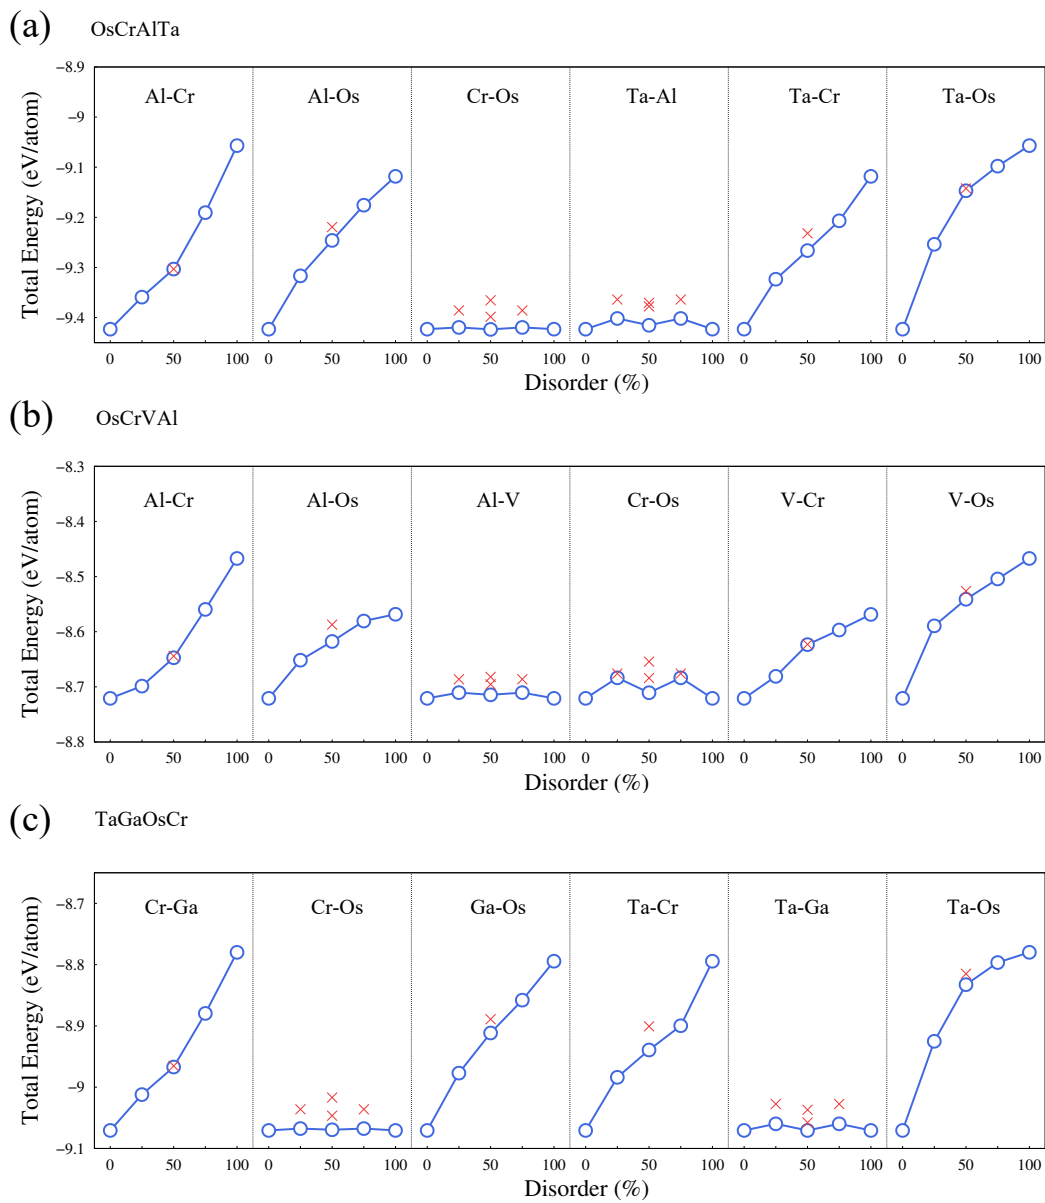 (a) OsCrAlTa
Total Energy (eV/atom)
−8.9
−9
−9.1
−9.2
−9.3
−9.4
Al-Cr Al-Os Cr-Os Ta-Al Ta-Cr Ta-Os
0 50 100 0 50 100 0 50 100 0 50 100 0 50 100 0 50 100
Disorder (%)
(b) OsCrVAl
Total Energy (eV/atom)
−8.3
−8.4
−8.5
−8.6
−8.7
−8.8
Al-Cr Al-Os Al-V Cr-Os V-Cr V-Os
0 50 100 0 50 100 0 50 100 0 50 100 0 50 100 0 50 100
Disorder (%)
(c) TaGaOsCr
Total Energy (eV/atom)
−8.7
−8.8
−8.9
−9
−9.1
Cr-Ga Cr-Os Ga-Os Ta-Cr Ta-Ga Ta-Os
0 50 100 0 50 100 0 50 100 0 50 100 0 50 100 0 50 100
Disorder (%)